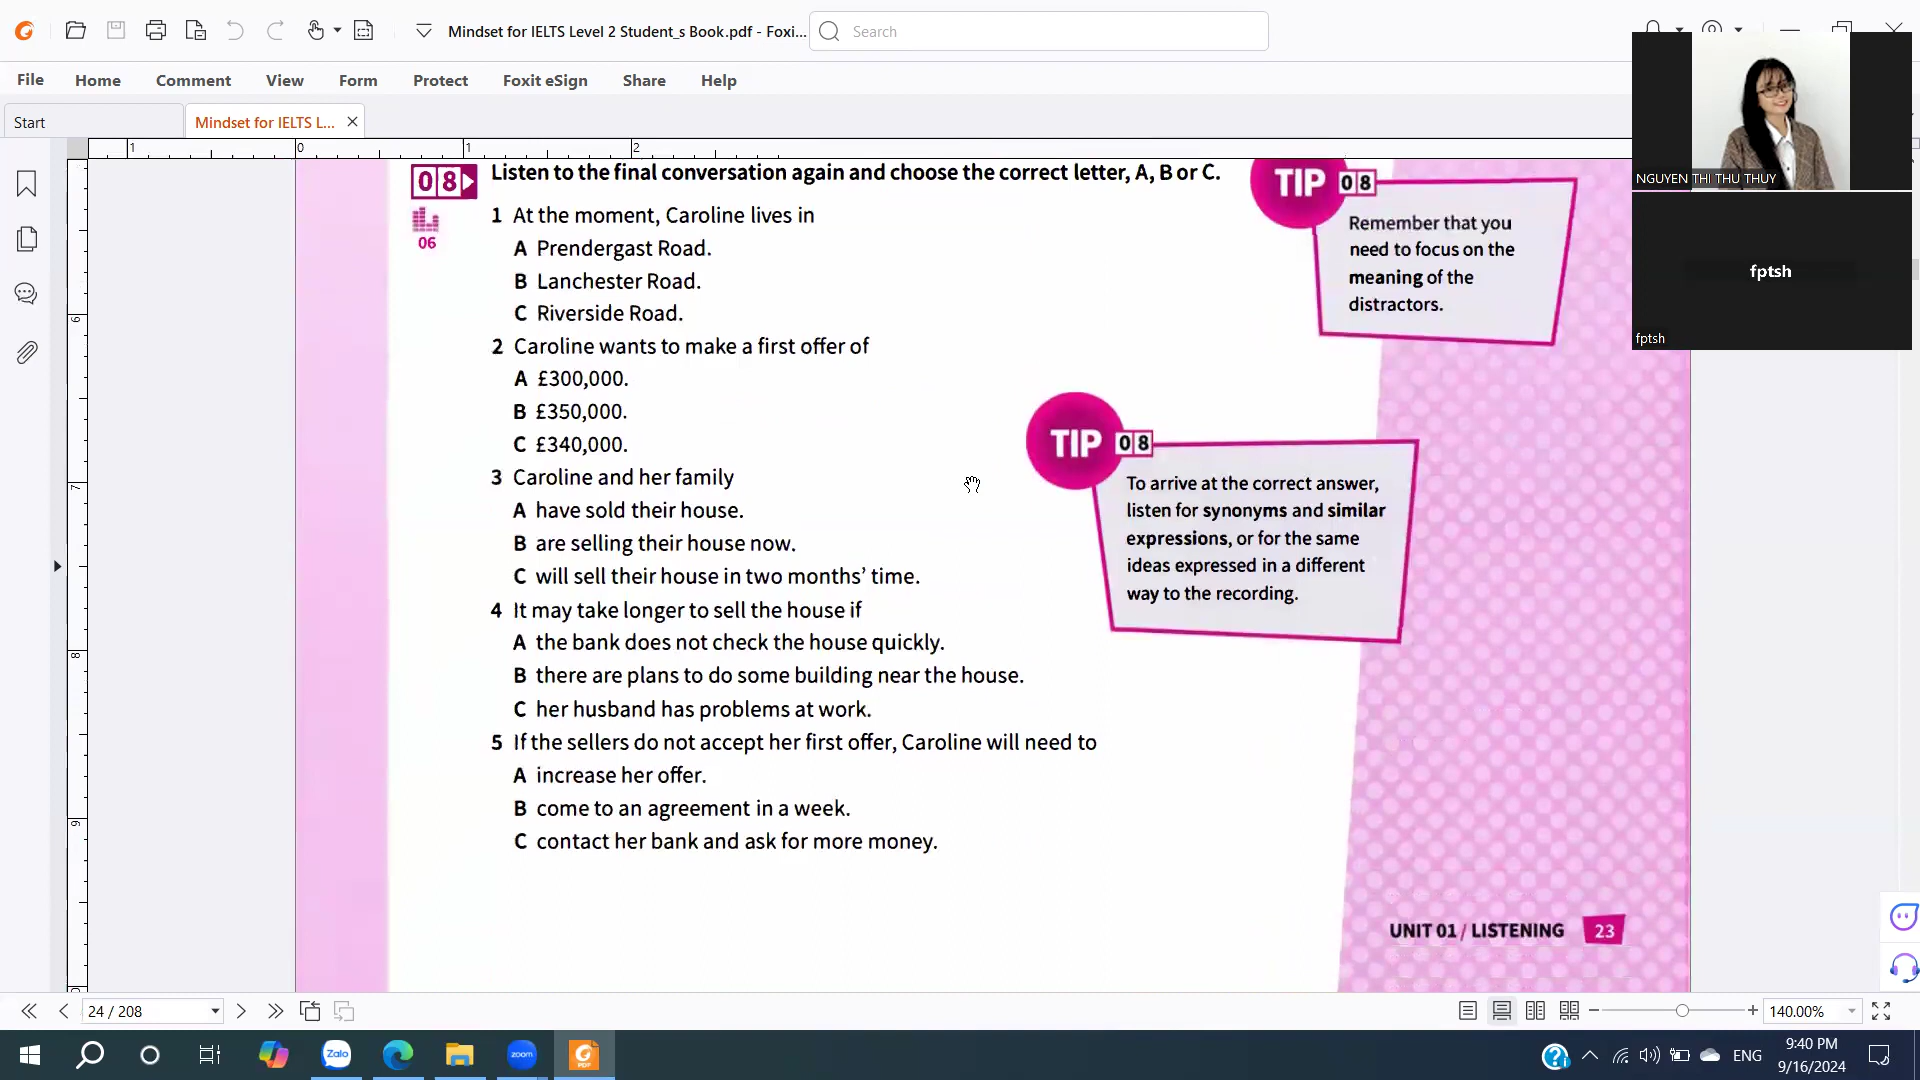 Mindset for IELTS Level 2 Student_s Book.pdf - Foxi...
Search
File
Home
Comment
View
Form
Protect
Foxit eSign
Share
Help
Start
Mindset for IELTS L...
1
0
1
2
6
7
8
9
08
06
Listen to the final conversation again and choose the correct letter, A, B or C.
1 At the moment, Caroline lives in
A Prendergast Road.
B Lanchester Road.
C Riverside Road.
2 Caroline wants to make a first offer of
A £300,000.
B £350,000.
C £340,000.
3 Caroline and her family
A have sold their house.
B are selling their house now.
C will sell their house in two months’ time.
4 It may take longer to sell the house if
A the bank does not check the house quickly.
B there are plans to do some building near the house.
C her husband has problems at work.
5 If the sellers do not accept her first offer, Caroline will need to
A increase her offer.
B come to an agreement in a week.
C contact her bank and ask for more money.
TIP 08
Remember that you
need to focus on the
meaning of the
distractors.
TIP 08
To arrive at the correct answer,
listen for synonyms and similar
expressions, or for the same
ideas expressed in a different
way to the recording.
UNIT 01 / LISTENING 23
NGUYEN THI THU THUY
fptsh
fptsh
24 / 208
140.00%
Zalo
zoom
PDF
ENG
9:40 PM
9/16/2024